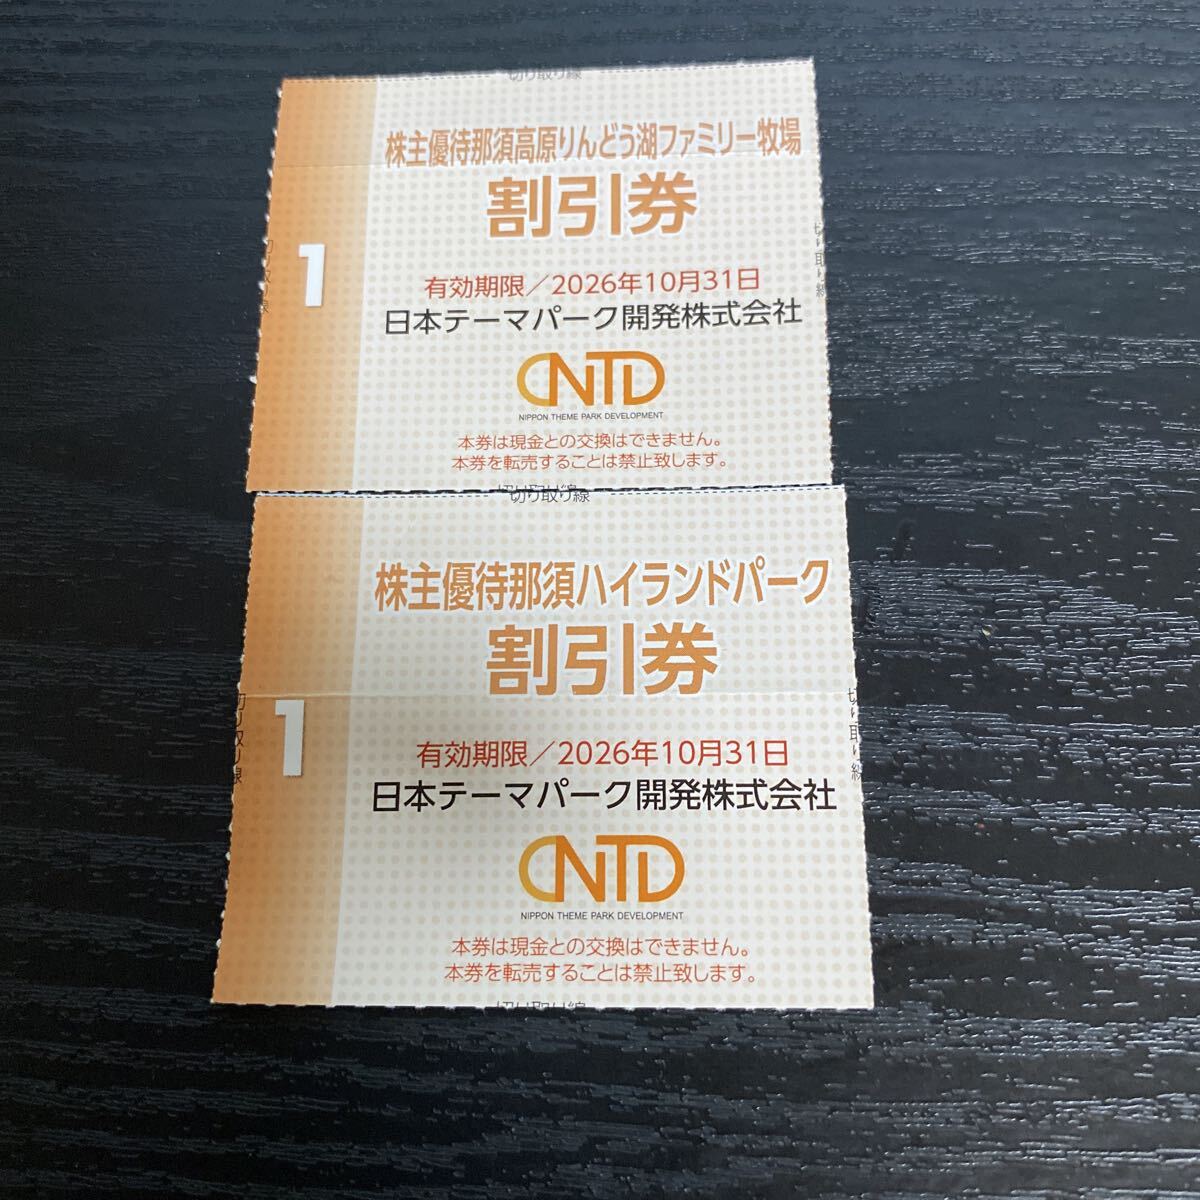 切り取り線
株主優待那須高原りんどう湖ファミリー牧場
割引券
1
切り取り線
切り取り線
有効期限／2026年10月31日
日本テーマパーク開発株式会社
NTD
NIPPON THEME PARK DEVELOPMENT
本券は現金との交換はできません。
本券を転売することは禁止致します。
切り取り線
株主優待那須ハイランドパーク
割引券
1
切り取り線
切り取り線
有効期限／2026年10月31日
日本テーマパーク開発株式会社
NTD
NIPPON THEME PARK DEVELOPMENT
本券は現金との交換はできません。
本券を転売することは禁止致します。
切り取り線